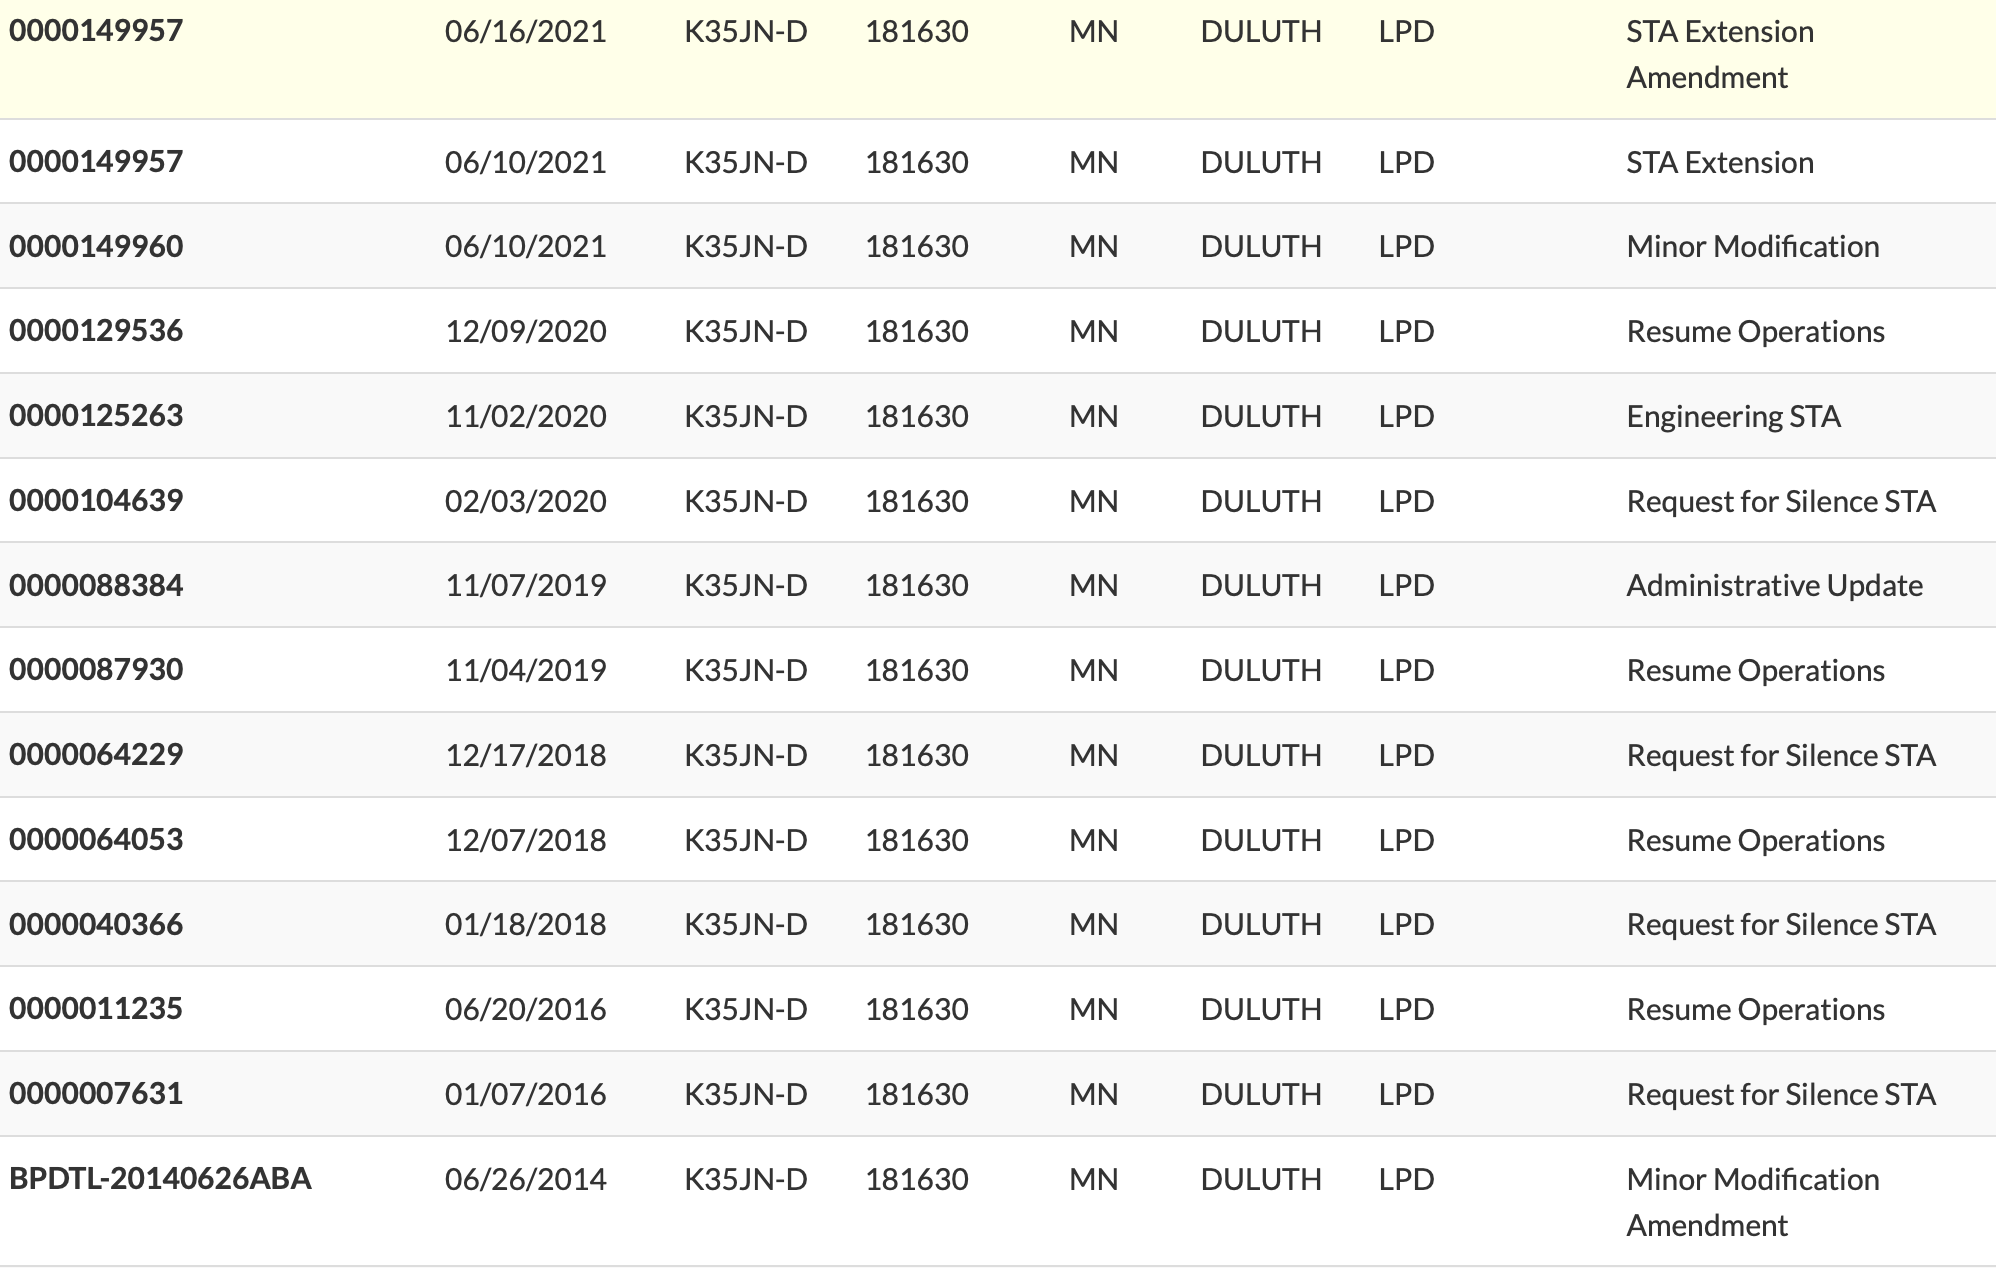 0000149957 06/16/2021 K35JN-D 181630 MN DULUTH LPD STA Extension
Amendment
0000149957 06/10/2021 K35JN-D 181630 MN DULUTH LPD STA Extension
0000149960 06/10/2021 K35JN-D 181630 MN DULUTH LPD Minor Modification
0000129536 12/09/2020 K35JN-D 181630 MN DULUTH LPD Resume Operations
0000125263 11/02/2020 K35JN-D 181630 MN DULUTH LPD Engineering STA
0000104639 02/03/2020 K35JN-D 181630 MN DULUTH LPD Request for Silence STA
0000088384 11/07/2019 K35JN-D 181630 MN DULUTH LPD Administrative Update
0000087930 11/04/2019 K35JN-D 181630 MN DULUTH LPD Resume Operations
0000064229 12/17/2018 K35JN-D 181630 MN DULUTH LPD Request for Silence STA
0000064053 12/07/2018 K35JN-D 181630 MN DULUTH LPD Resume Operations
0000040366 01/18/2018 K35JN-D 181630 MN DULUTH LPD Request for Silence STA
0000011235 06/20/2016 K35JN-D 181630 MN DULUTH LPD Resume Operations
0000007631 01/07/2016 K35JN-D 181630 MN DULUTH LPD Request for Silence STA
BPDTL-20140626ABA 06/26/2014 K35JN-D 181630 MN DULUTH LPD Minor Modification
Amendment